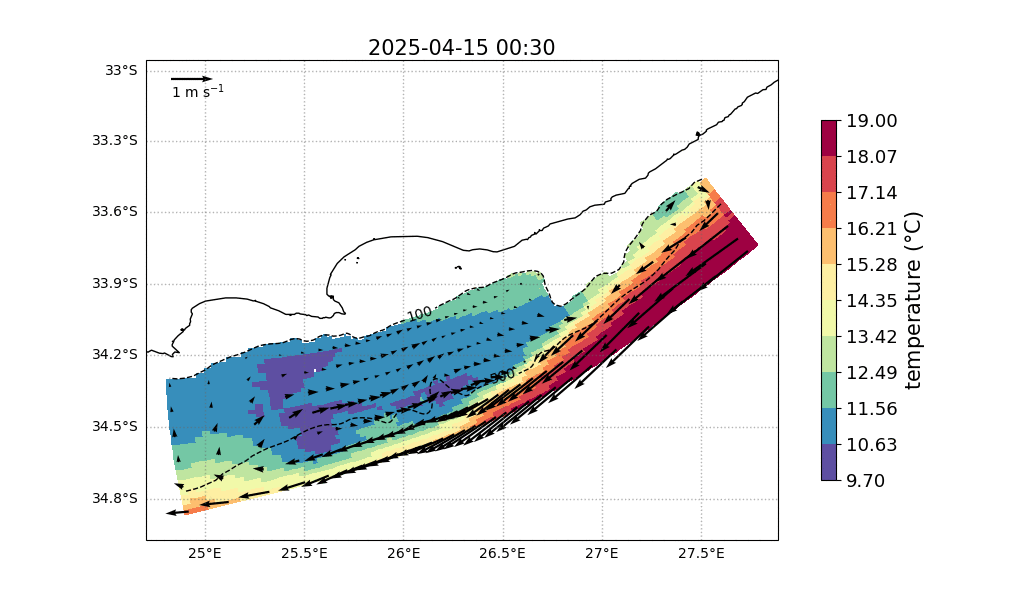 2025-04-15 00:30
33°S
1 m s⁻¹
33.3°S
33.6°S
33.9°S
34.2°S
34.5°S
34.8°S
100
500
25°E
25.5°E
26°E
26.5°E
27°E
27.5°E
19.00
18.07
17.14
16.21
15.28
14.35
13.42
12.49
11.56
10.63
9.70
temperature (°C)